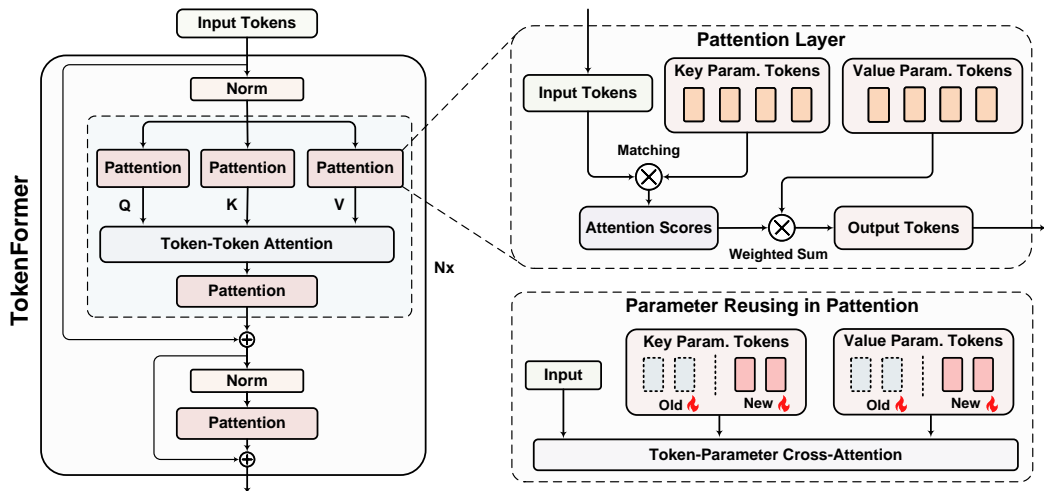 Input Tokens
TokenFormer
Norm
Pattention
Pattention
Pattention
Q
K
V
Token-Token Attention
Pattention
Nx
Norm
Pattention
Pattention Layer
Input Tokens
Key Param. Tokens
Value Param. Tokens
Matching
Attention Scores
Weighted Sum
Output Tokens
Parameter Reusing in Pattention
Input
Key Param. Tokens
Old
New
Value Param. Tokens
Old
New
Token-Parameter Cross-Attention